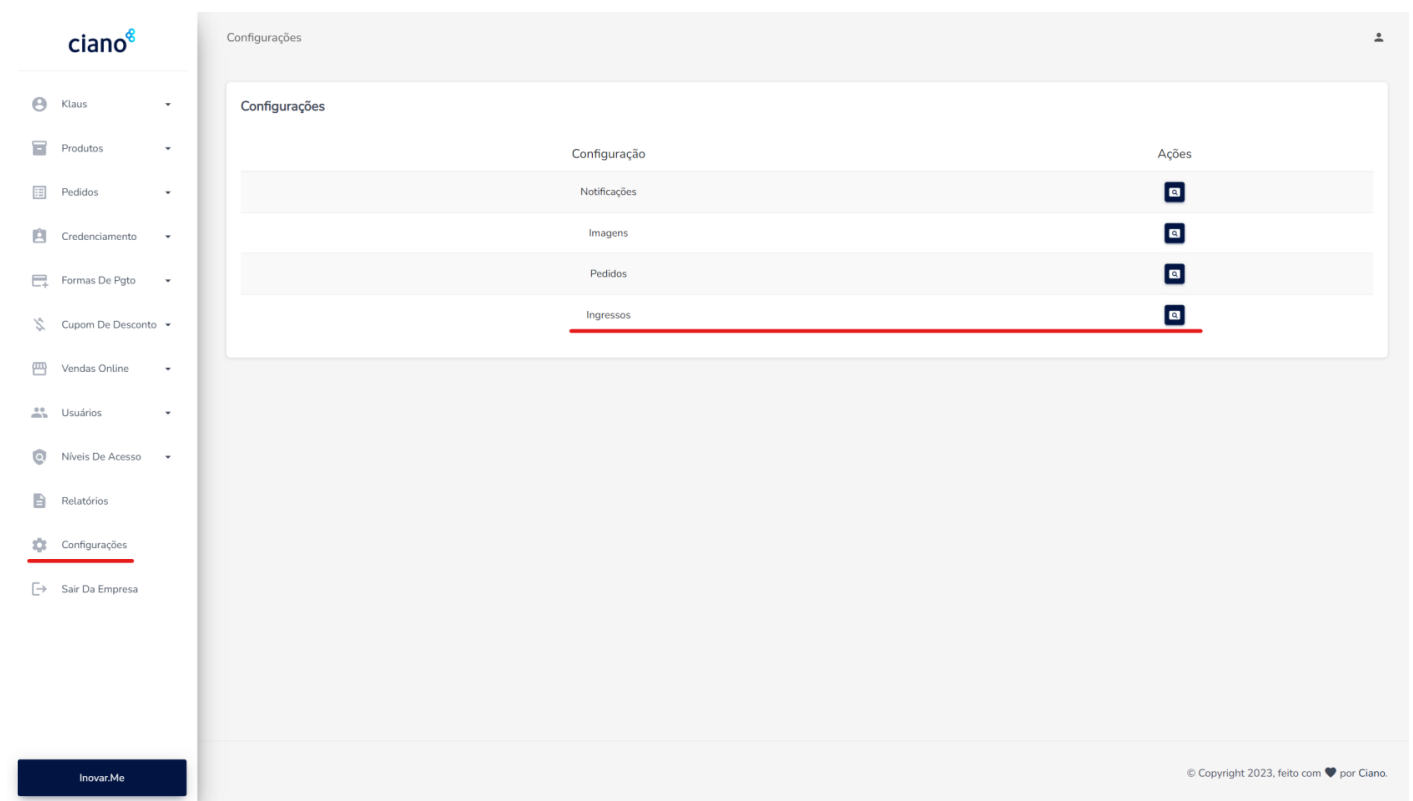 ciano
Klaus
Produtos
Pedidos
Credenciamento
Formas De Pgto
Cupom De Desconto
Vendas Online
Usuários
Níveis De Acesso
Relatórios
Configurações
Sair Da Empresa
Inovar.Me
Configurações
Configurações
Configuração Ações
Notificações
Imagens
Pedidos
Ingressos
© Copyright 2023, feito com 🖤 por Ciano.